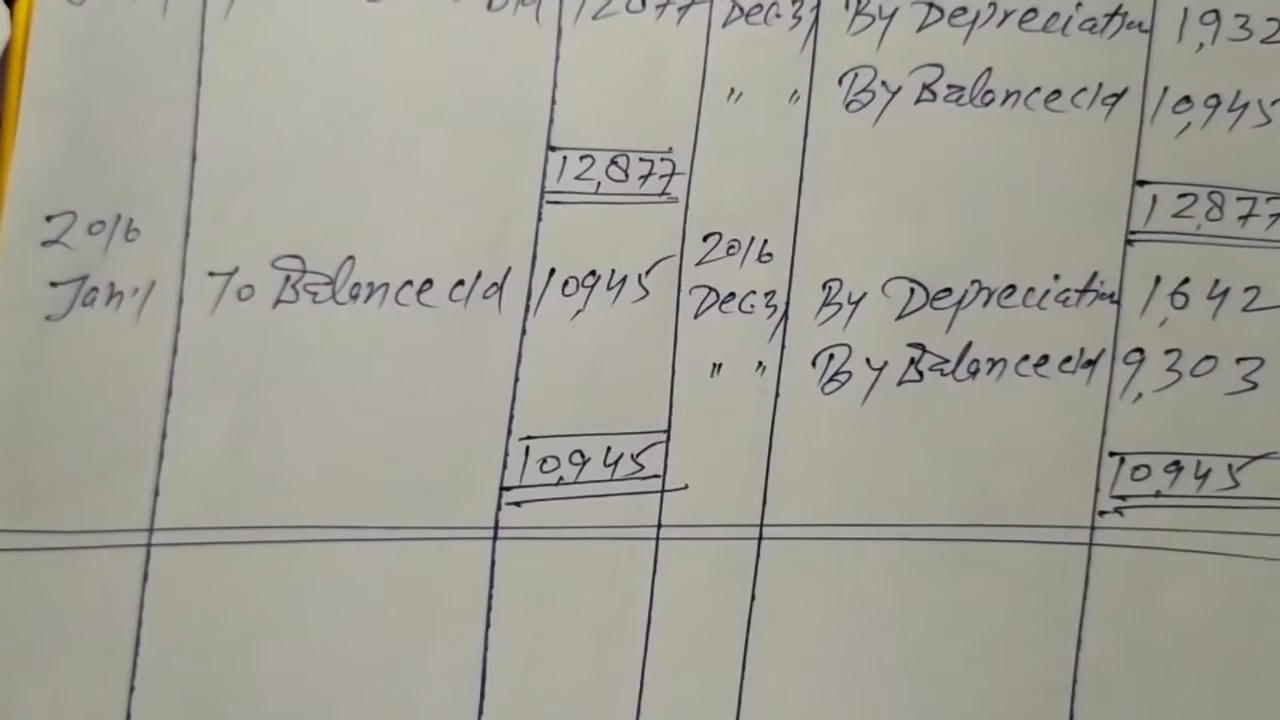 12877 Dec.31 By Depreciation 1,932
" " By Balance c/d 10,945
12,877
12,877
2016
2016
Jan.1 To Balance c/d 10,945 Dec.31 By Depreciation 1,642
" " By Balance c/d 9,303
10,945 10,945